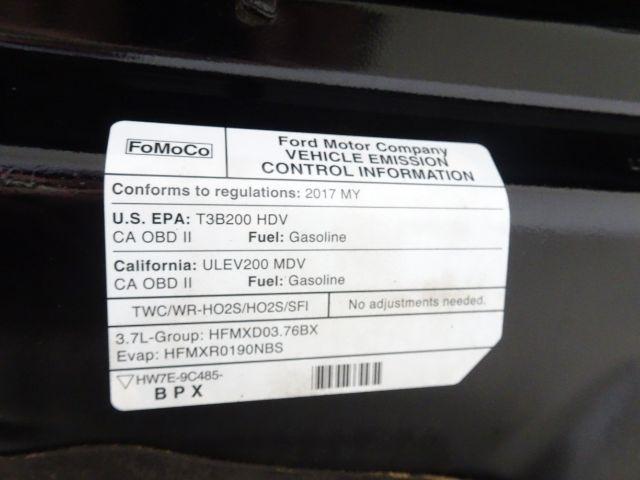 FoMoCo
Ford Motor Company
VEHICLE EMISSION
CONTROL INFORMATION
Conforms to regulations: 2017 MY
U.S. EPA: T3B200 HDV
CA OBD II Fuel: Gasoline
California: ULEV200 MDV
CA OBD II Fuel: Gasoline
TWC/WR-HO2S/HO2S/SFI No adjustments needed.
3.7L-Group: HFMXD03.76BX
Evap: HFMXR0190NBS
HW7E-9C485-
BPX